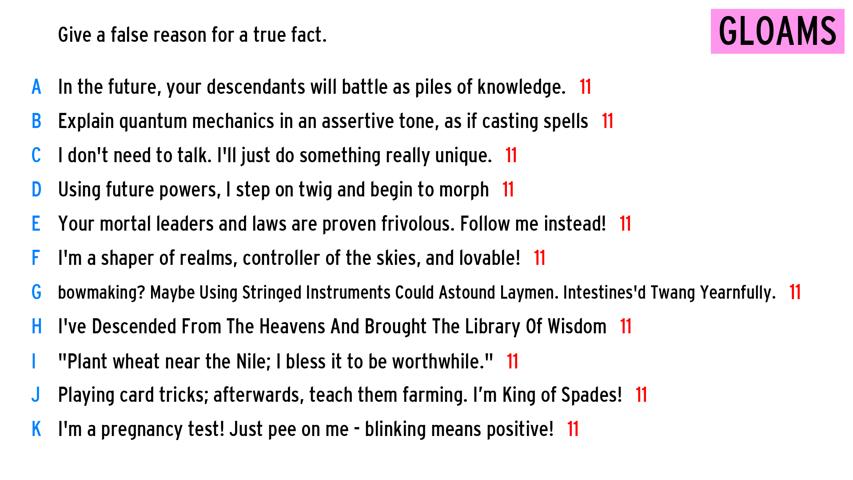 Give a false reason for a true fact.
GLOAMS
A In the future, your descendants will battle as piles of knowledge. 11
B Explain quantum mechanics in an assertive tone, as if casting spells 11
C I don't need to talk. I'll just do something really unique. 11
D Using future powers, I step on twig and begin to morph 11
E Your mortal leaders and laws are proven frivolous. Follow me instead! 11
F I'm a shaper of realms, controller of the skies, and lovable! 11
G bowmaking? Maybe Using Stringed Instruments Could Astound Laymen. Intestines'd Twang Yearnfully. 11
H I've Descended From The Heavens And Brought The Library Of Wisdom 11
I "Plant wheat near the Nile; I bless it to be worthwhile." 11
J Playing card tricks; afterwards, teach them farming. I’m King of Spades! 11
K I'm a pregnancy test! Just pee on me - blinking means positive! 11